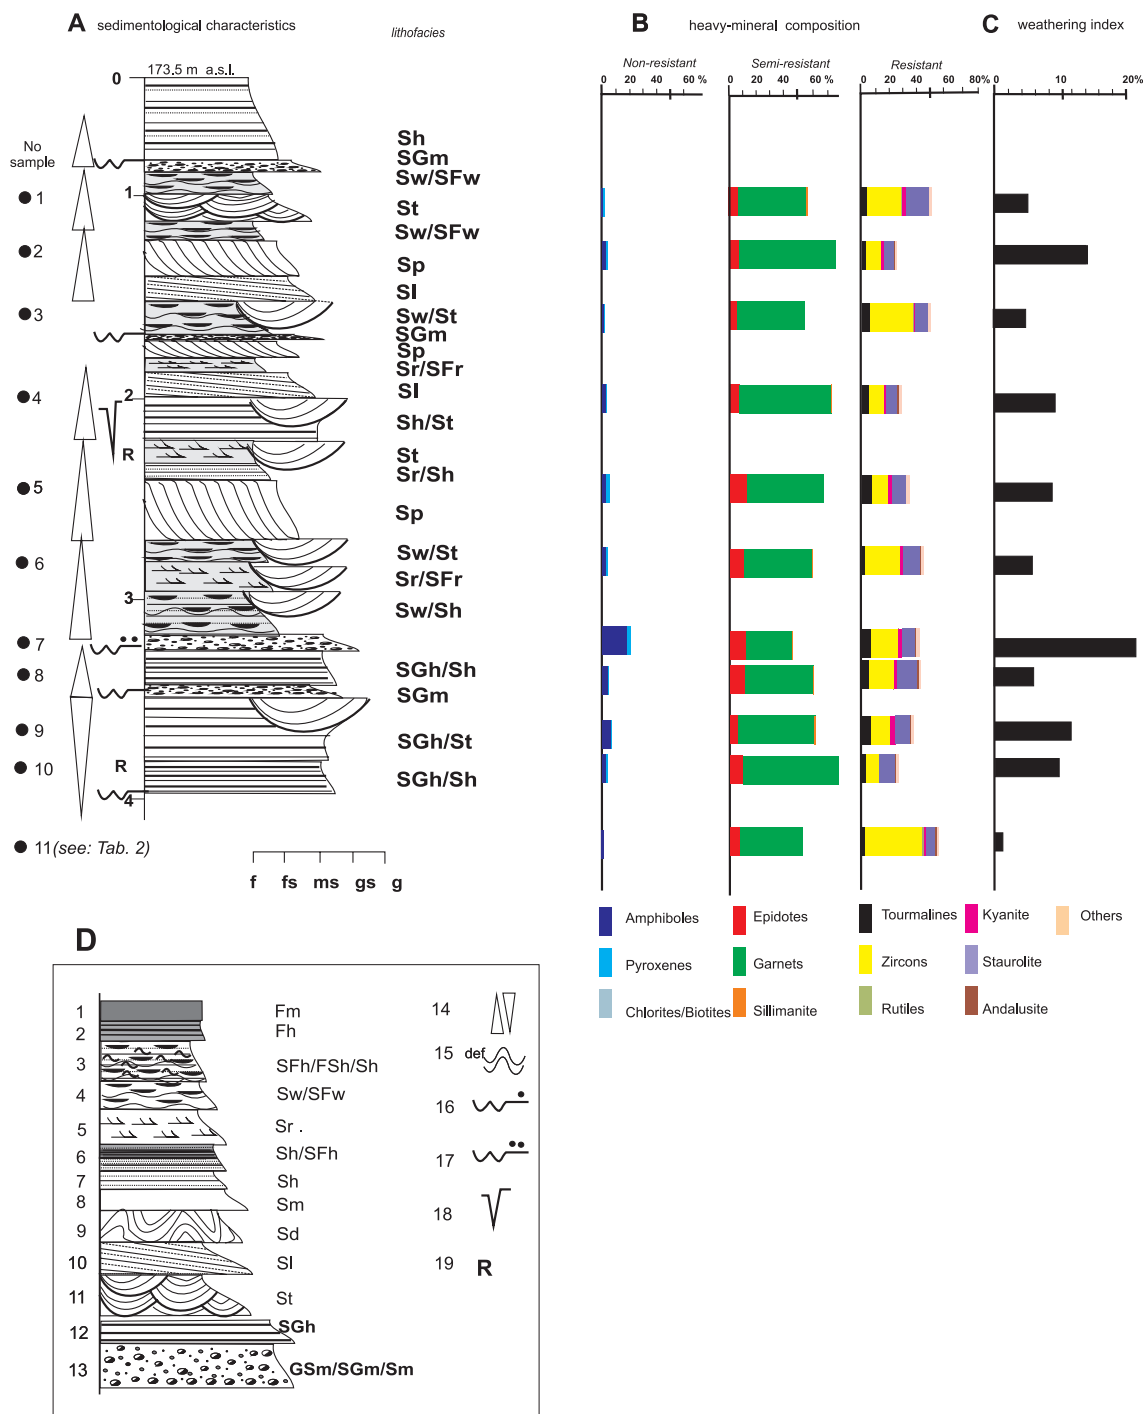 A sedimentological characteristics
lithofacies
B heavy-mineral composition
C weathering index
Non-resistant
Semi-resistant
Resistant
0 20 40 60 %
0 20 40 60 %
0 20 40 60 80%
0 10 20%
173.5 m a.s.l.
0
No
sample
Sh
SGm
Sw/SFw
1
1
St
Sw/SFw
2
Sp
Sl
3
Sw/St
SGm
Sp
Sr/SFr
Sl
4
2
Sh/St
R
St
Sr/Sh
5
Sp
Sw/St
6
Sr/SFr
3
Sw/Sh
7
8
SGh/Sh
SGm
9
SGh/St
10
R
SGh/Sh
4
11(see: Tab. 2)
f fs ms gs g
Amphiboles
Pyroxenes
Chlorites/Biotites
Epidotes
Garnets
Sillimanite
Tourmalines
Zircons
Rutiles
Kyanite
Staurolite
Andalusite
Others
D
1 Fm
2 Fh
3 SFh/FSh/Sh
4 Sw/SFw
5 Sr .
6 Sh/SFh
7 Sh
8 Sm
9 Sd
10 Sl
11 St
12 SGh
13 GSm/SGm/Sm
14
15 def
16
17
18
19 R